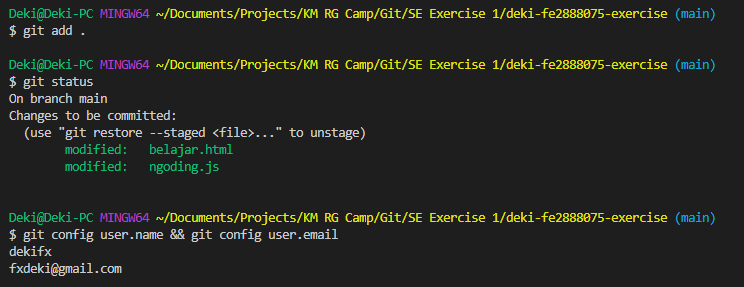 Deki@Deki-PC MINGW64 ~/Documents/Projects/KM RG Camp/Git/SE Exercise 1/deki-fe2888075-exercise (main)
$ git add .
Deki@Deki-PC MINGW64 ~/Documents/Projects/KM RG Camp/Git/SE Exercise 1/deki-fe2888075-exercise (main)
$ git status
On branch main
Changes to be committed:
  (use "git restore --staged <file>..." to unstage)
        modified:   belajar.html
        modified:   ngoding.js
Deki@Deki-PC MINGW64 ~/Documents/Projects/KM RG Camp/Git/SE Exercise 1/deki-fe2888075-exercise (main)
$ git config user.name && git config user.email
dekifx
fxdeki@gmail.com